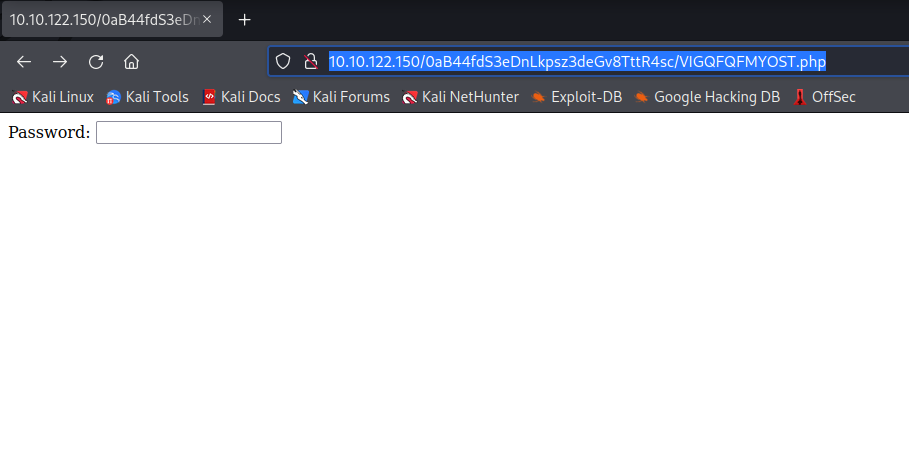 10.10.122.150/0aB44fdS3eDn
10.10.122.150/0aB44fdS3eDnLkpsz3deGv8TttR4sc/VIGQFQFMYOST.php
Kali Linux Kali Tools Kali Docs Kali Forums Kali NetHunter Exploit-DB Google Hacking DB OffSec
Password: